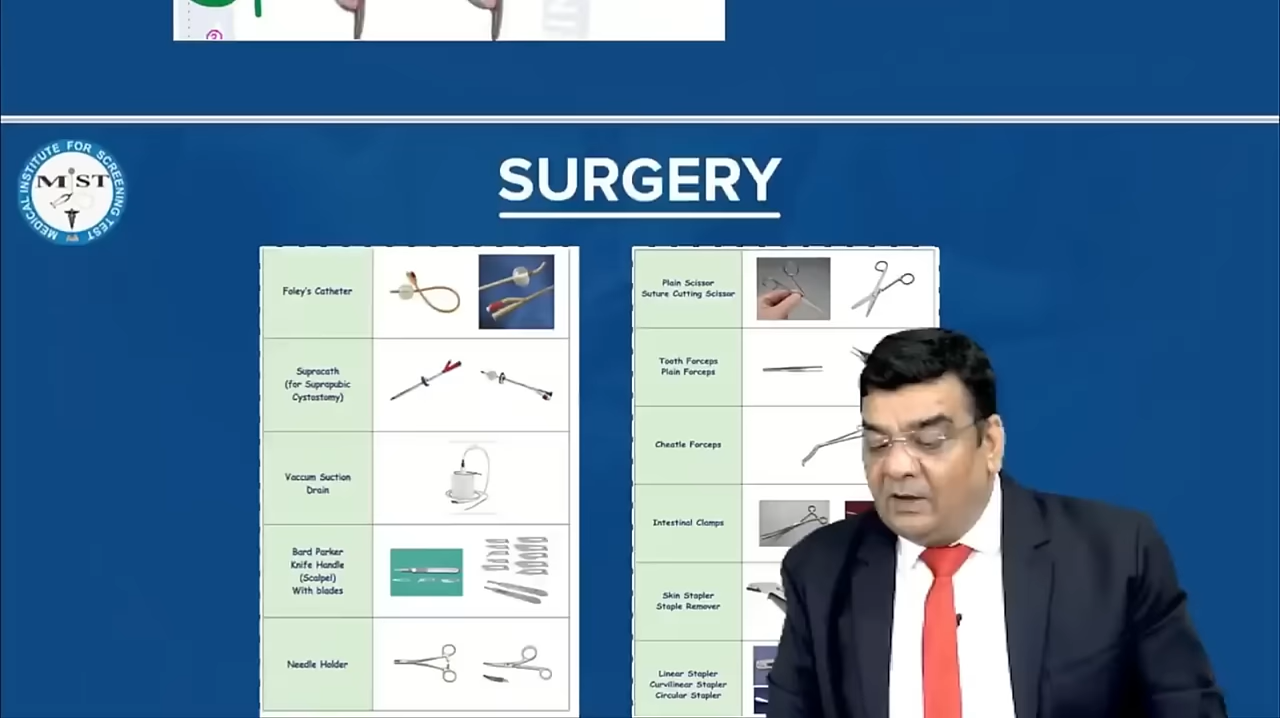 MEDICAL INSTITUTE FOR SCREENING TEST
MIST
SURGERY
Foley's Catheter
Supracath
(for Suprapubic
Cystostomy)
Vaccum Suction
Drain
Bard Parker
Knife Handle
(Scalpel)
With blades
Needle Holder
Plain Scissor
Suture Cutting Scissor
Tooth Forceps
Plain Forceps
Cheatle Forceps
Intestinal Clamps
Skin Stapler
Staple Remover
Linear Stapler
Curvilinear Stapler
Circular Stapler